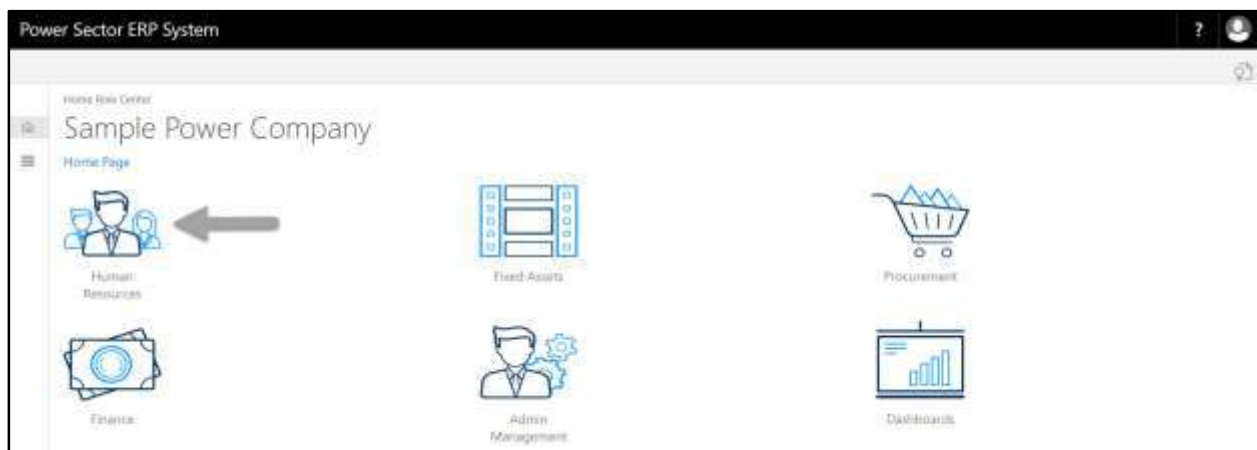 Power Sector ERP System
?
Home Role Center
Sample Power Company
Home Page
Human
Resources
Fixed Assets
Procurement
Finance
Admin
Management
Dashboards